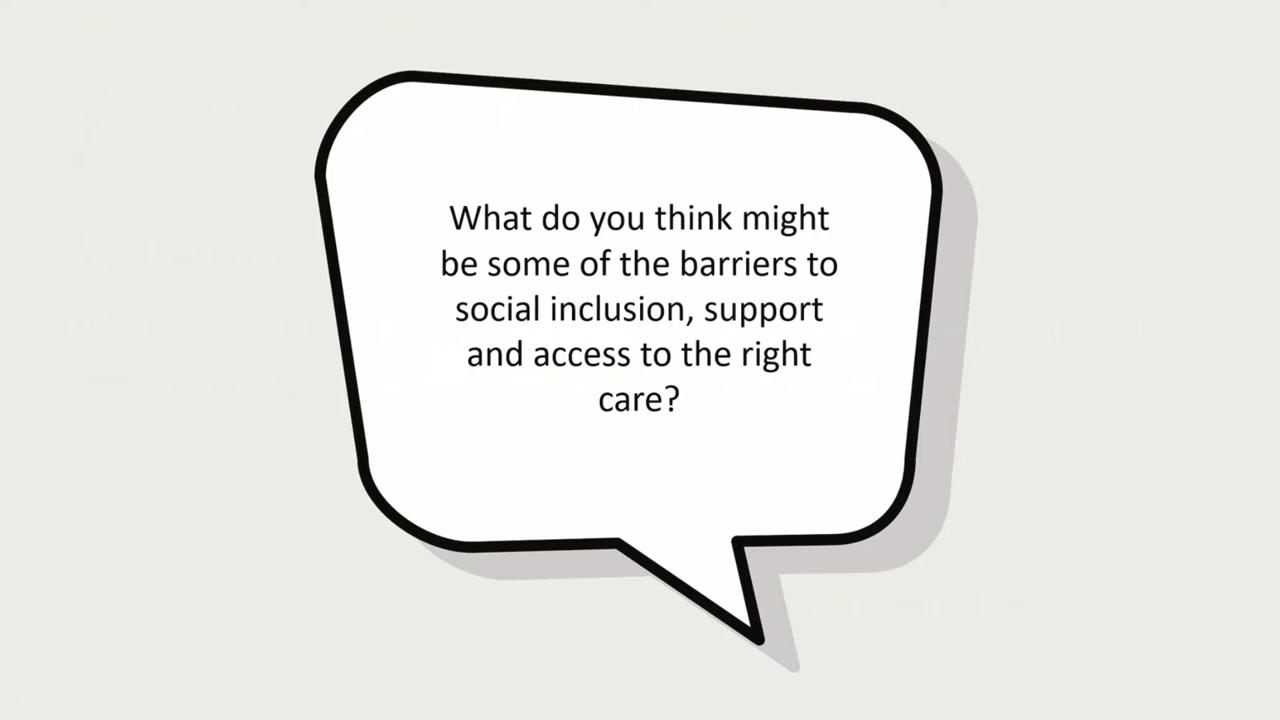 What do you think might
be some of the barriers to
social inclusion, support
and access to the right
care?